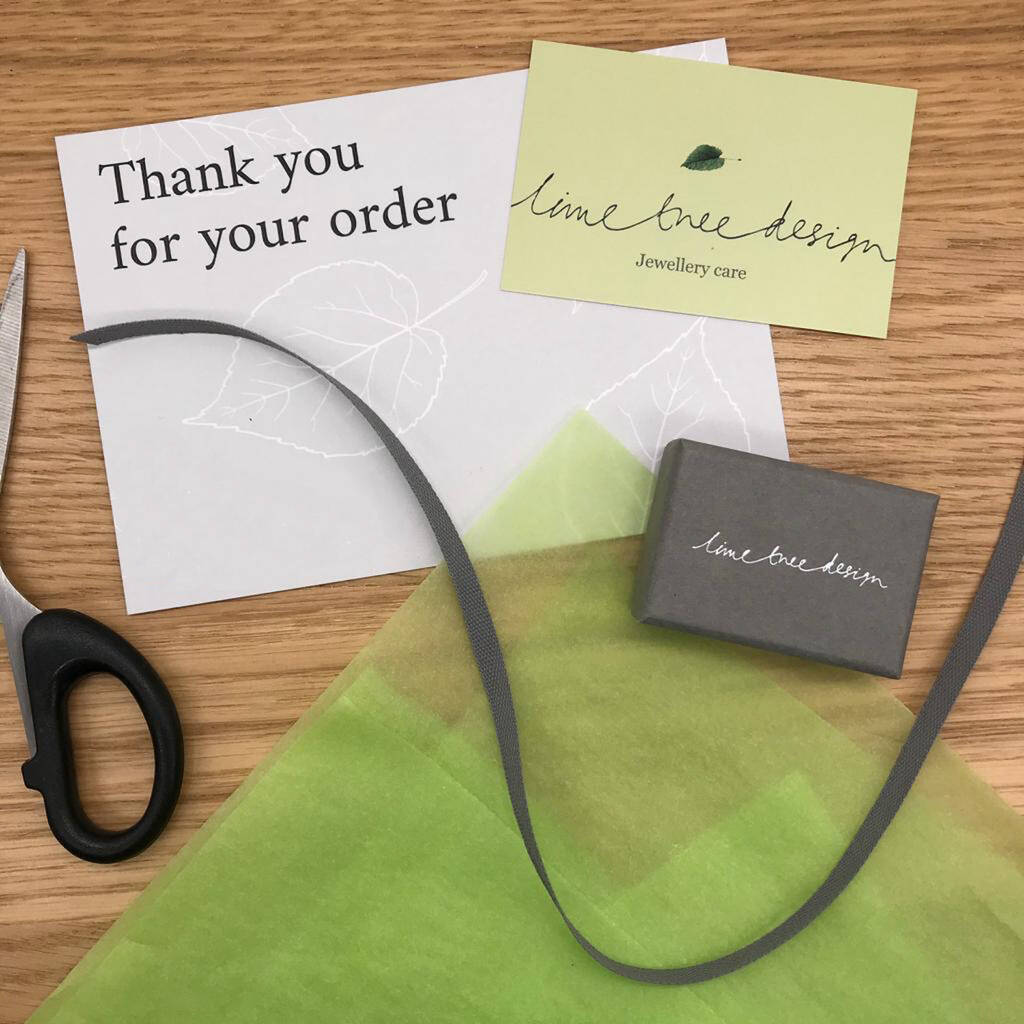 Thank you
for your order
lime tree design
Jewellery care
lime tree design